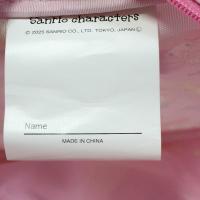 Sanrio characters
© 2025 SANRIO CO., LTD. TOKYO, JAPAN Ⓛ
Name
MADE IN CHINA